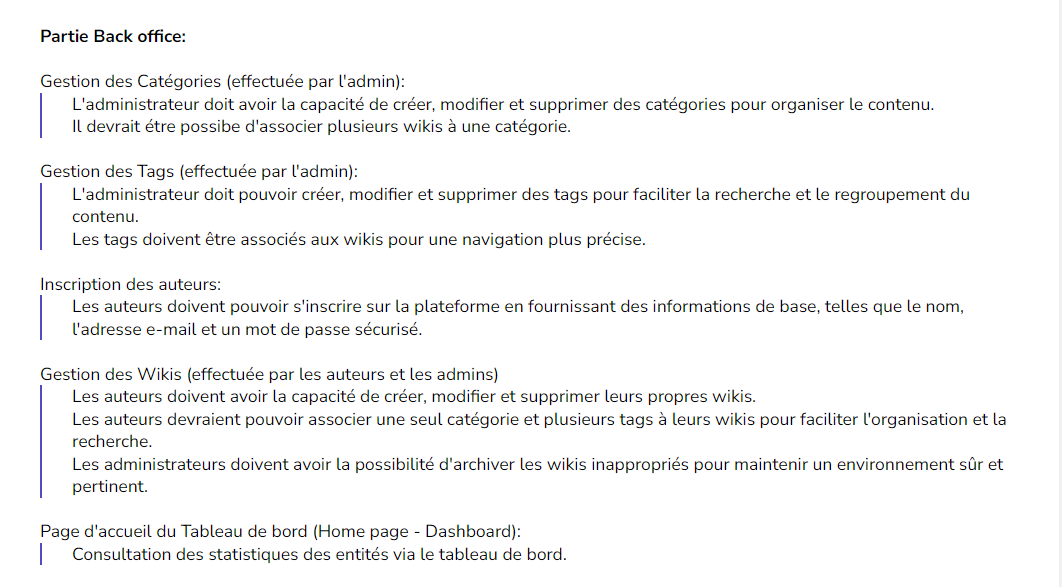 Partie Back office:
Gestion des Catégories (effectuée par l'admin):
L'administrateur doit avoir la capacité de créer, modifier et supprimer des catégories pour organiser le contenu.
Il devrait étre possibe d'associer plusieurs wikis à une catégorie.
Gestion des Tags (effectuée par l'admin):
L'administrateur doit pouvoir créer, modifier et supprimer des tags pour faciliter la recherche et le regroupement du
contenu.
Les tags doivent être associés aux wikis pour une navigation plus précise.
Inscription des auteurs:
Les auteurs doivent pouvoir s'inscrire sur la plateforme en fournissant des informations de base, telles que le nom,
l'adresse e-mail et un mot de passe sécurisé.
Gestion des Wikis (effectuée par les auteurs et les admins)
Les auteurs doivent avoir la capacité de créer, modifier et supprimer leurs propres wikis.
Les auteurs devraient pouvoir associer une seul catégorie et plusieurs tags à leurs wikis pour faciliter l'organisation et la
recherche.
Les administrateurs doivent avoir la possibilité d'archiver les wikis inappropriés pour maintenir un environnement sûr et
pertinent.
Page d'accueil du Tableau de bord (Home page - Dashboard):
Consultation des statistiques des entités via le tableau de bord.